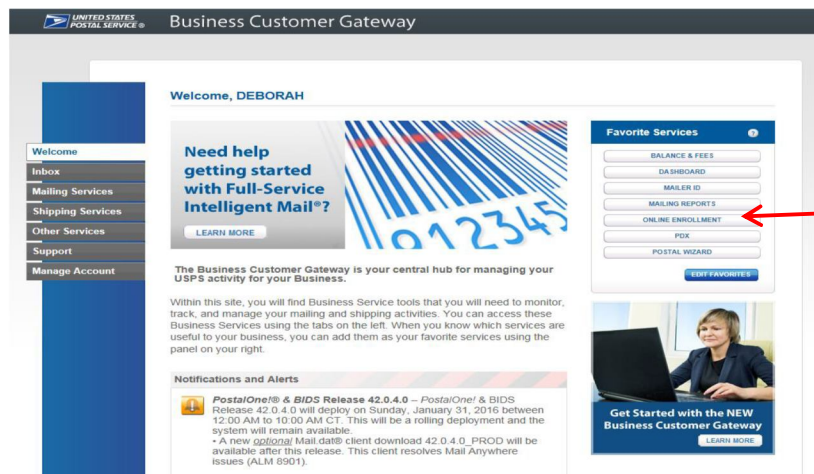 UNITED STATES
POSTAL SERVICE ®
Business Customer Gateway
Welcome, DEBORAH
Welcome
Inbox
Mailing Services
Shipping Services
Other Services
Support
Manage Account
Need help
getting started
with Full-Service
Intelligent Mail®?
LEARN MORE
012345
The Business Customer Gateway is your central hub for managing your
USPS activity for your Business.
Within this site, you will find Business Service tools that you will need to monitor,
track, and manage your mailing and shipping activities. You can access these
Business Services using the tabs on the left. When you know which services are
useful to your business, you can add them as your favorite services using the
panel on your right.
Notifications and Alerts
PostalOne!® & BIDS Release 42.0.4.0 – PostalOne! & BIDS
Release 42.0.4.0 will deploy on Sunday, January 31, 2016 between
12:00 AM to 10:00 AM CT. This will be a rolling deployment and the
system will remain available.
• A new optional Mail.dat® client download 42.0.4.0_PROD will be
available after this release. This client resolves Mail Anywhere
issues (ALM 8901).
Favorite Services ?
BALANCE & FEES
DASHBOARD
MAILER ID
MAILING REPORTS
ONLINE ENROLLMENT
PDX
POSTAL WIZARD
EDIT FAVORITES
Get Started with the NEW
Business Customer Gateway
LEARN MORE